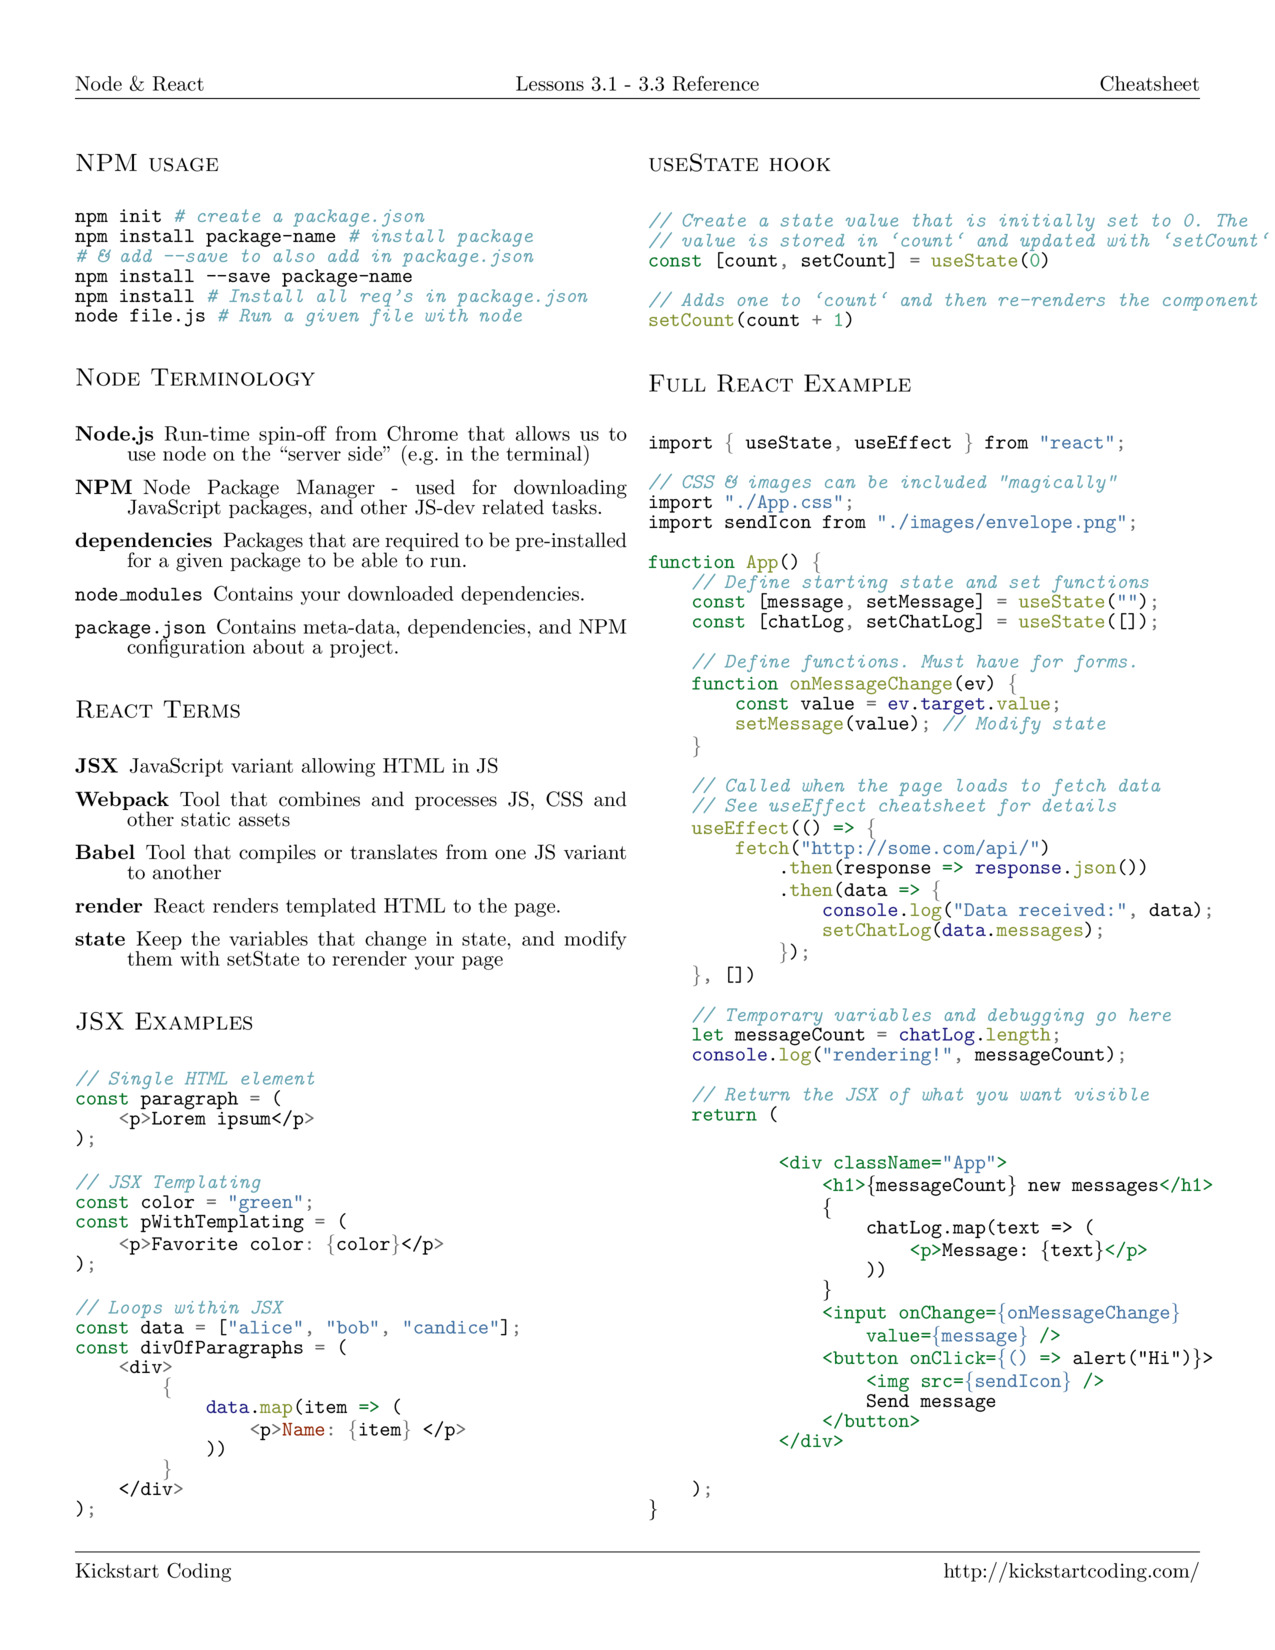 Node & React Lessons 3.1 - 3.3 Reference Cheatsheet
NPM usage
npm init # create a package.json
npm install package-name # install package
# & add --save to also add in package.json
npm install --save package-name
npm install # Install all req's in package.json
node file.js # Run a given file with node
Node Terminology
Node.js Run-time spin-off from Chrome that allows us to
use node on the “server side” (e.g. in the terminal)
NPM Node Package Manager - used for downloading
JavaScript packages, and other JS-dev related tasks.
dependencies Packages that are required to be pre-installed
for a given package to be able to run.
node_modules Contains your downloaded dependencies.
package.json Contains meta-data, dependencies, and NPM
configuration about a project.
React Terms
JSX JavaScript variant allowing HTML in JS
Webpack Tool that combines and processes JS, CSS and
other static assets
Babel Tool that compiles or translates from one JS variant
to another
render React renders templated HTML to the page.
state Keep the variables that change in state, and modify
them with setState to rerender your page
JSX Examples
// Single HTML element
const paragraph = (
    <p>Lorem ipsum</p>
);
// JSX Templating
const color = "green";
const pWithTemplating = (
    <p>Favorite color: {color}</p>
);
// Loops within JSX
const data = ["alice", "bob", "candice"];
const divOfParagraphs = (
    <div>
        {
            data.map(item => (
                <p>Name: {item} </p>
            ))
        }
    </div>
);
useState hook
// Create a state value that is initially set to 0. The
// value is stored in ‘count‘ and updated with ‘setCount‘
const [count, setCount] = useState(0)
// Adds one to ‘count‘ and then re-renders the component
setCount(count + 1)
Full React Example
import { useState, useEffect } from "react";
// CSS & images can be included "magically"
import "./App.css";
import sendIcon from "./images/envelope.png";
function App() {
    // Define starting state and set functions
    const [message, setMessage] = useState("");
    const [chatLog, setChatLog] = useState([]);
    // Define functions. Must have for forms.
    function onMessageChange(ev) {
        const value = ev.target.value;
        setMessage(value); // Modify state
    }
    // Called when the page loads to fetch data
    // See useEffect cheatsheet for details
    useEffect(() => {
        fetch("http://some.com/api/")
            .then(response => response.json())
            .then(data => {
                console.log("Data received:", data);
                setChatLog(data.messages);
            });
    }, [])
    // Temporary variables and debugging go here
    let messageCount = chatLog.length;
    console.log("rendering!", messageCount);
    // Return the JSX of what you want visible
    return (
            <div className="App">
                <h1>{messageCount} new messages</h1>
                {
                    chatLog.map(text => (
                        <p>Message: {text}</p>
                    ))
                }
                <input onChange={onMessageChange}
                    value={message} />
                <button onClick={() => alert("Hi")}>
                    <img src={sendIcon} />
                    Send message
                </button>
            </div>
    );
}
Kickstart Coding http://kickstartcoding.com/